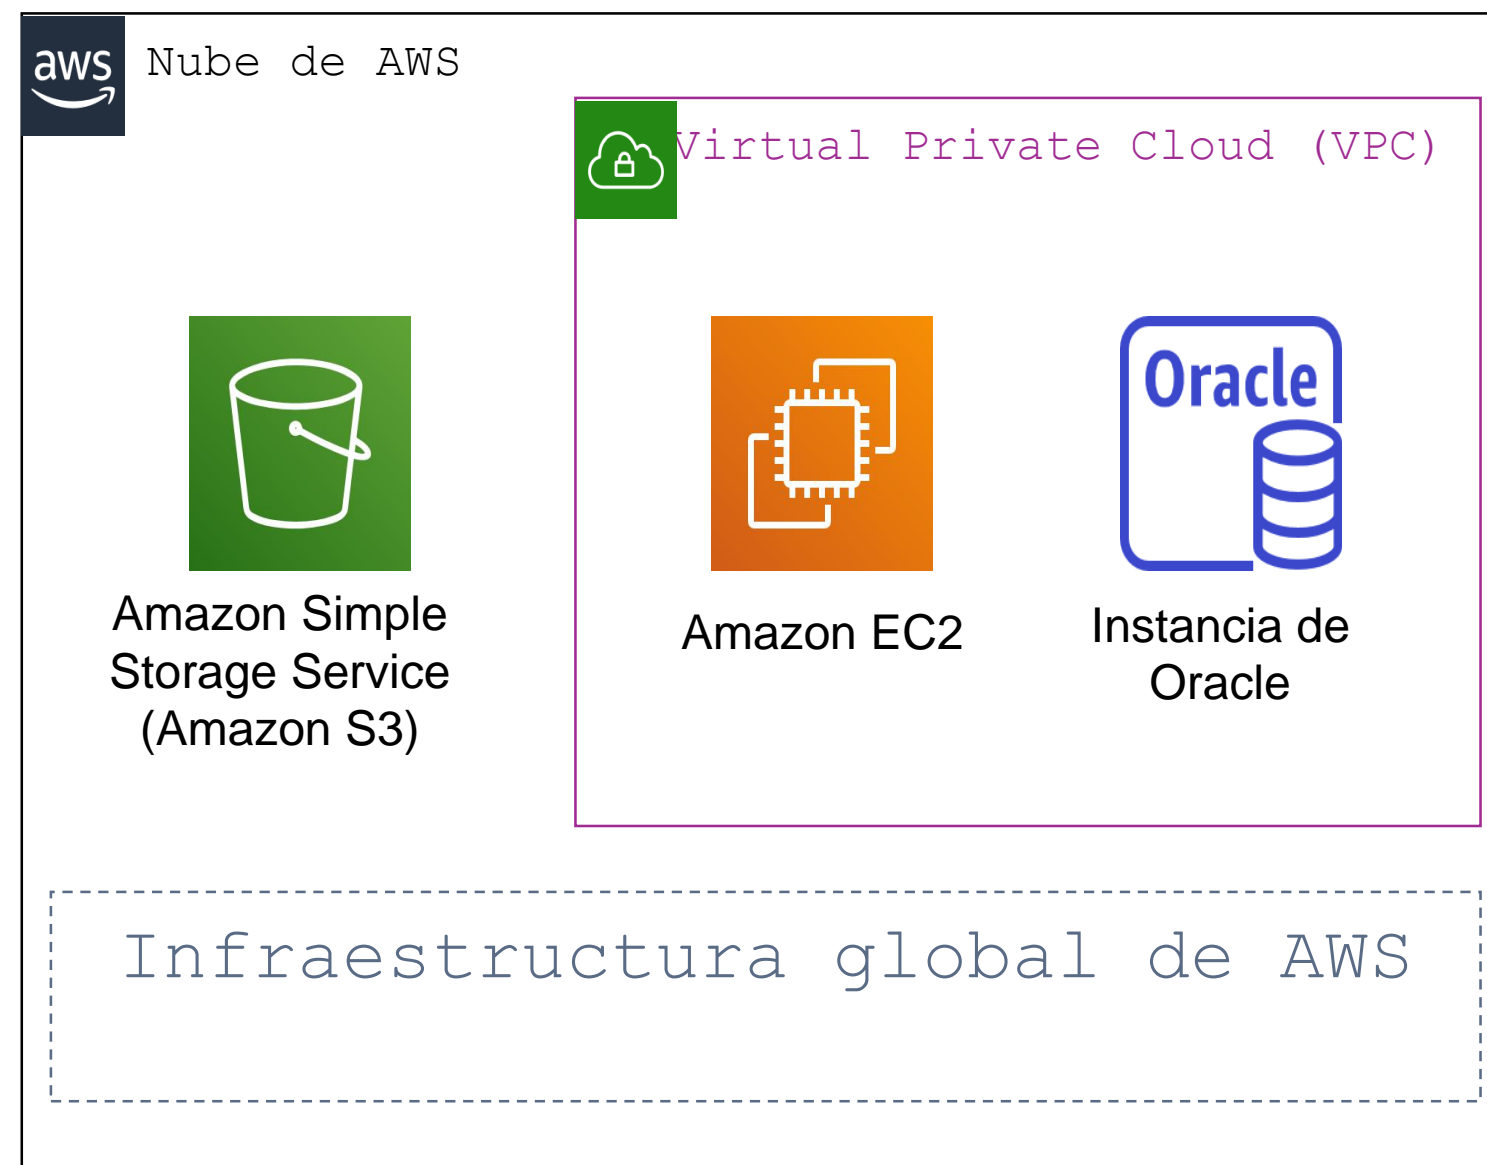 aws
Nube de AWS
Virtual Private Cloud (VPC)
Oracle
Amazon Simple
Storage Service
(Amazon S3)
Amazon EC2
Instancia de
Oracle
Infraestructura global de AWS